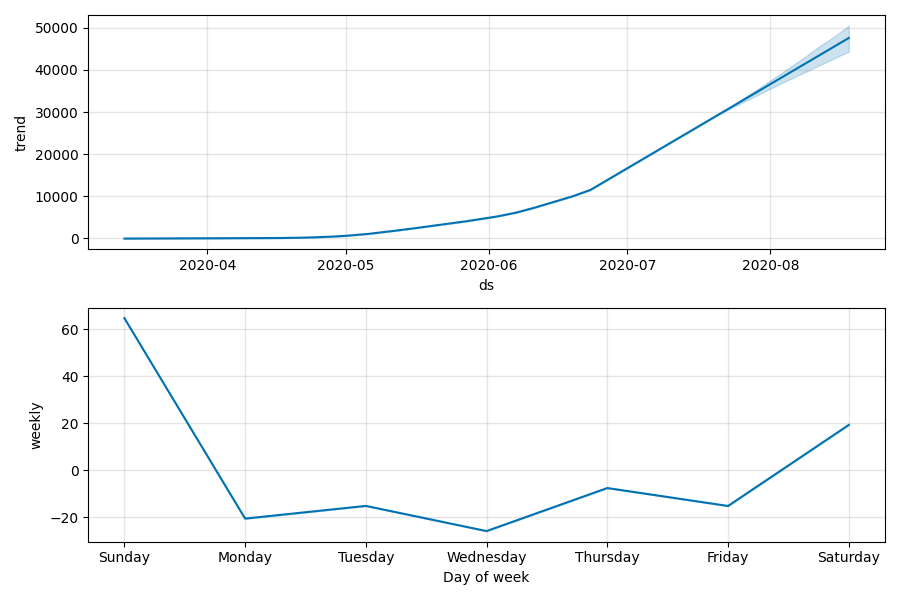 50000
40000
30000
20000
10000
0
trend
2020-04 2020-05 2020-06 2020-07 2020-08
ds
60
40
20
0
−20
weekly
Sunday Monday Tuesday Wednesday Thursday Friday Saturday
Day of week